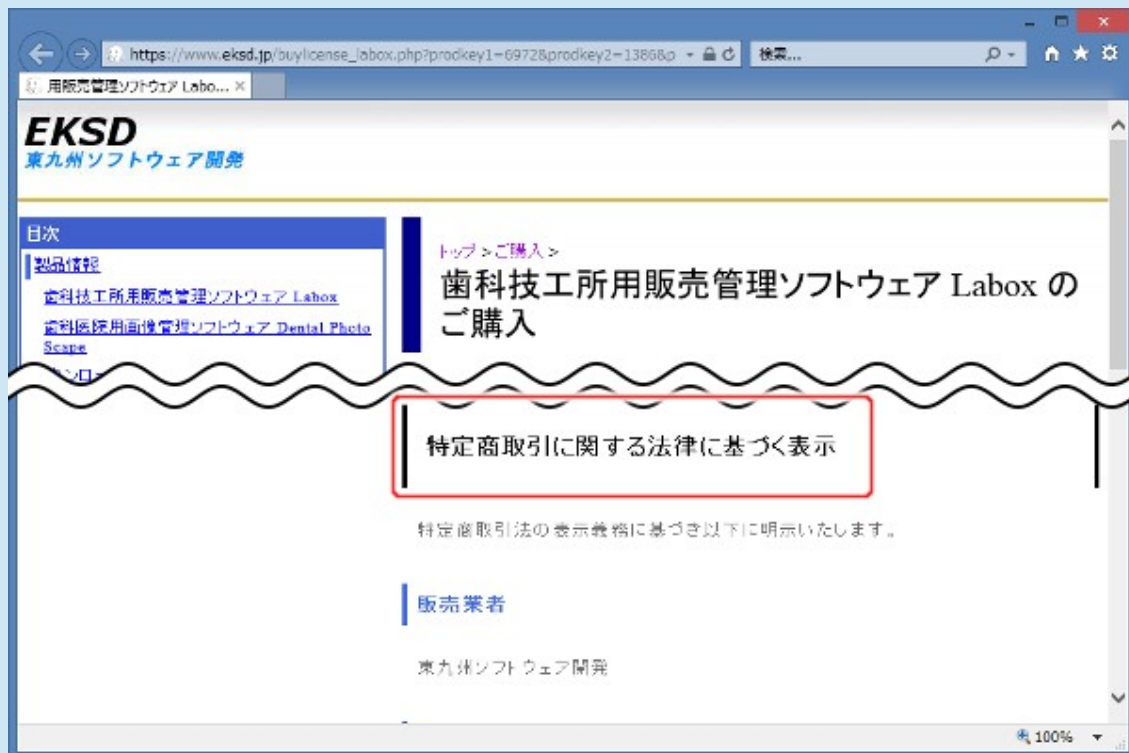 https://www.eksd.jp/buylicense_labox.php?prodkey1=6972&prodkey2=1386&p
検索...
用販売管理ソフトウェア Labo...
EKSD
東九州ソフトウェア開発
目次
製品情報
歯科技工所用販売管理ソフトウェア Labox
歯科医院用画像管理ソフトウェア Dental Photo
Scape
トップ > ご購入 >
歯科技工所用販売管理ソフトウェア Labox の
ご購入
特定商取引に関する法律に基づく表示
特定商取引法の表示義務に基づき以下に明示いたします。
販売業者
東九州ソフトウェア開発
100%